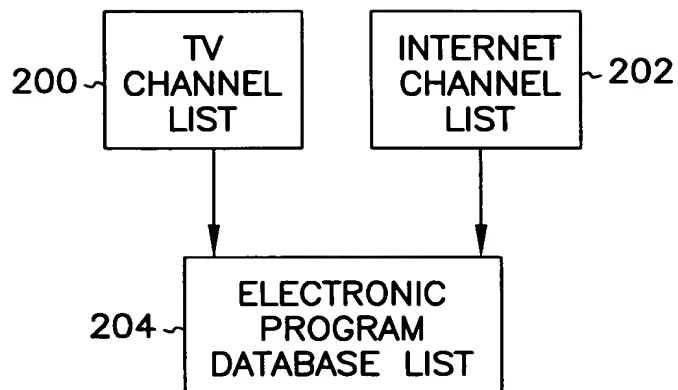 TV
CHANNEL
LIST
200
INTERNET
CHANNEL
LIST
202
ELECTRONIC
PROGRAM
DATABASE LIST
204